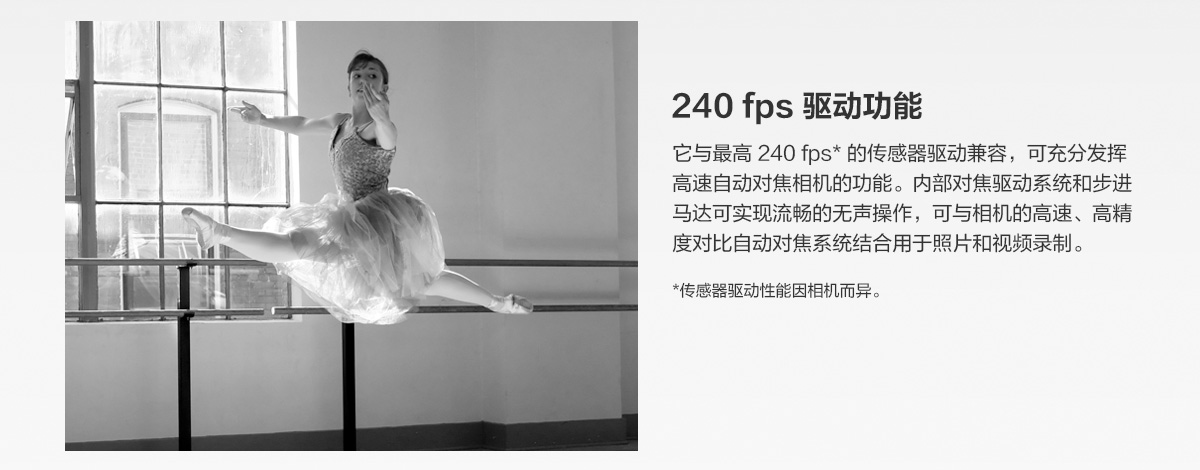 240 fps 驱动功能
它与最高 240 fps* 的传感器驱动兼容，可充分发挥
高速自动对焦相机的功能。内部对焦驱动系统和步进
马达可实现流畅的无声操作，可与相机的高速、高精
度对比自动对焦系统结合用于照片和视频录制。
*传感器驱动性能因相机而异。